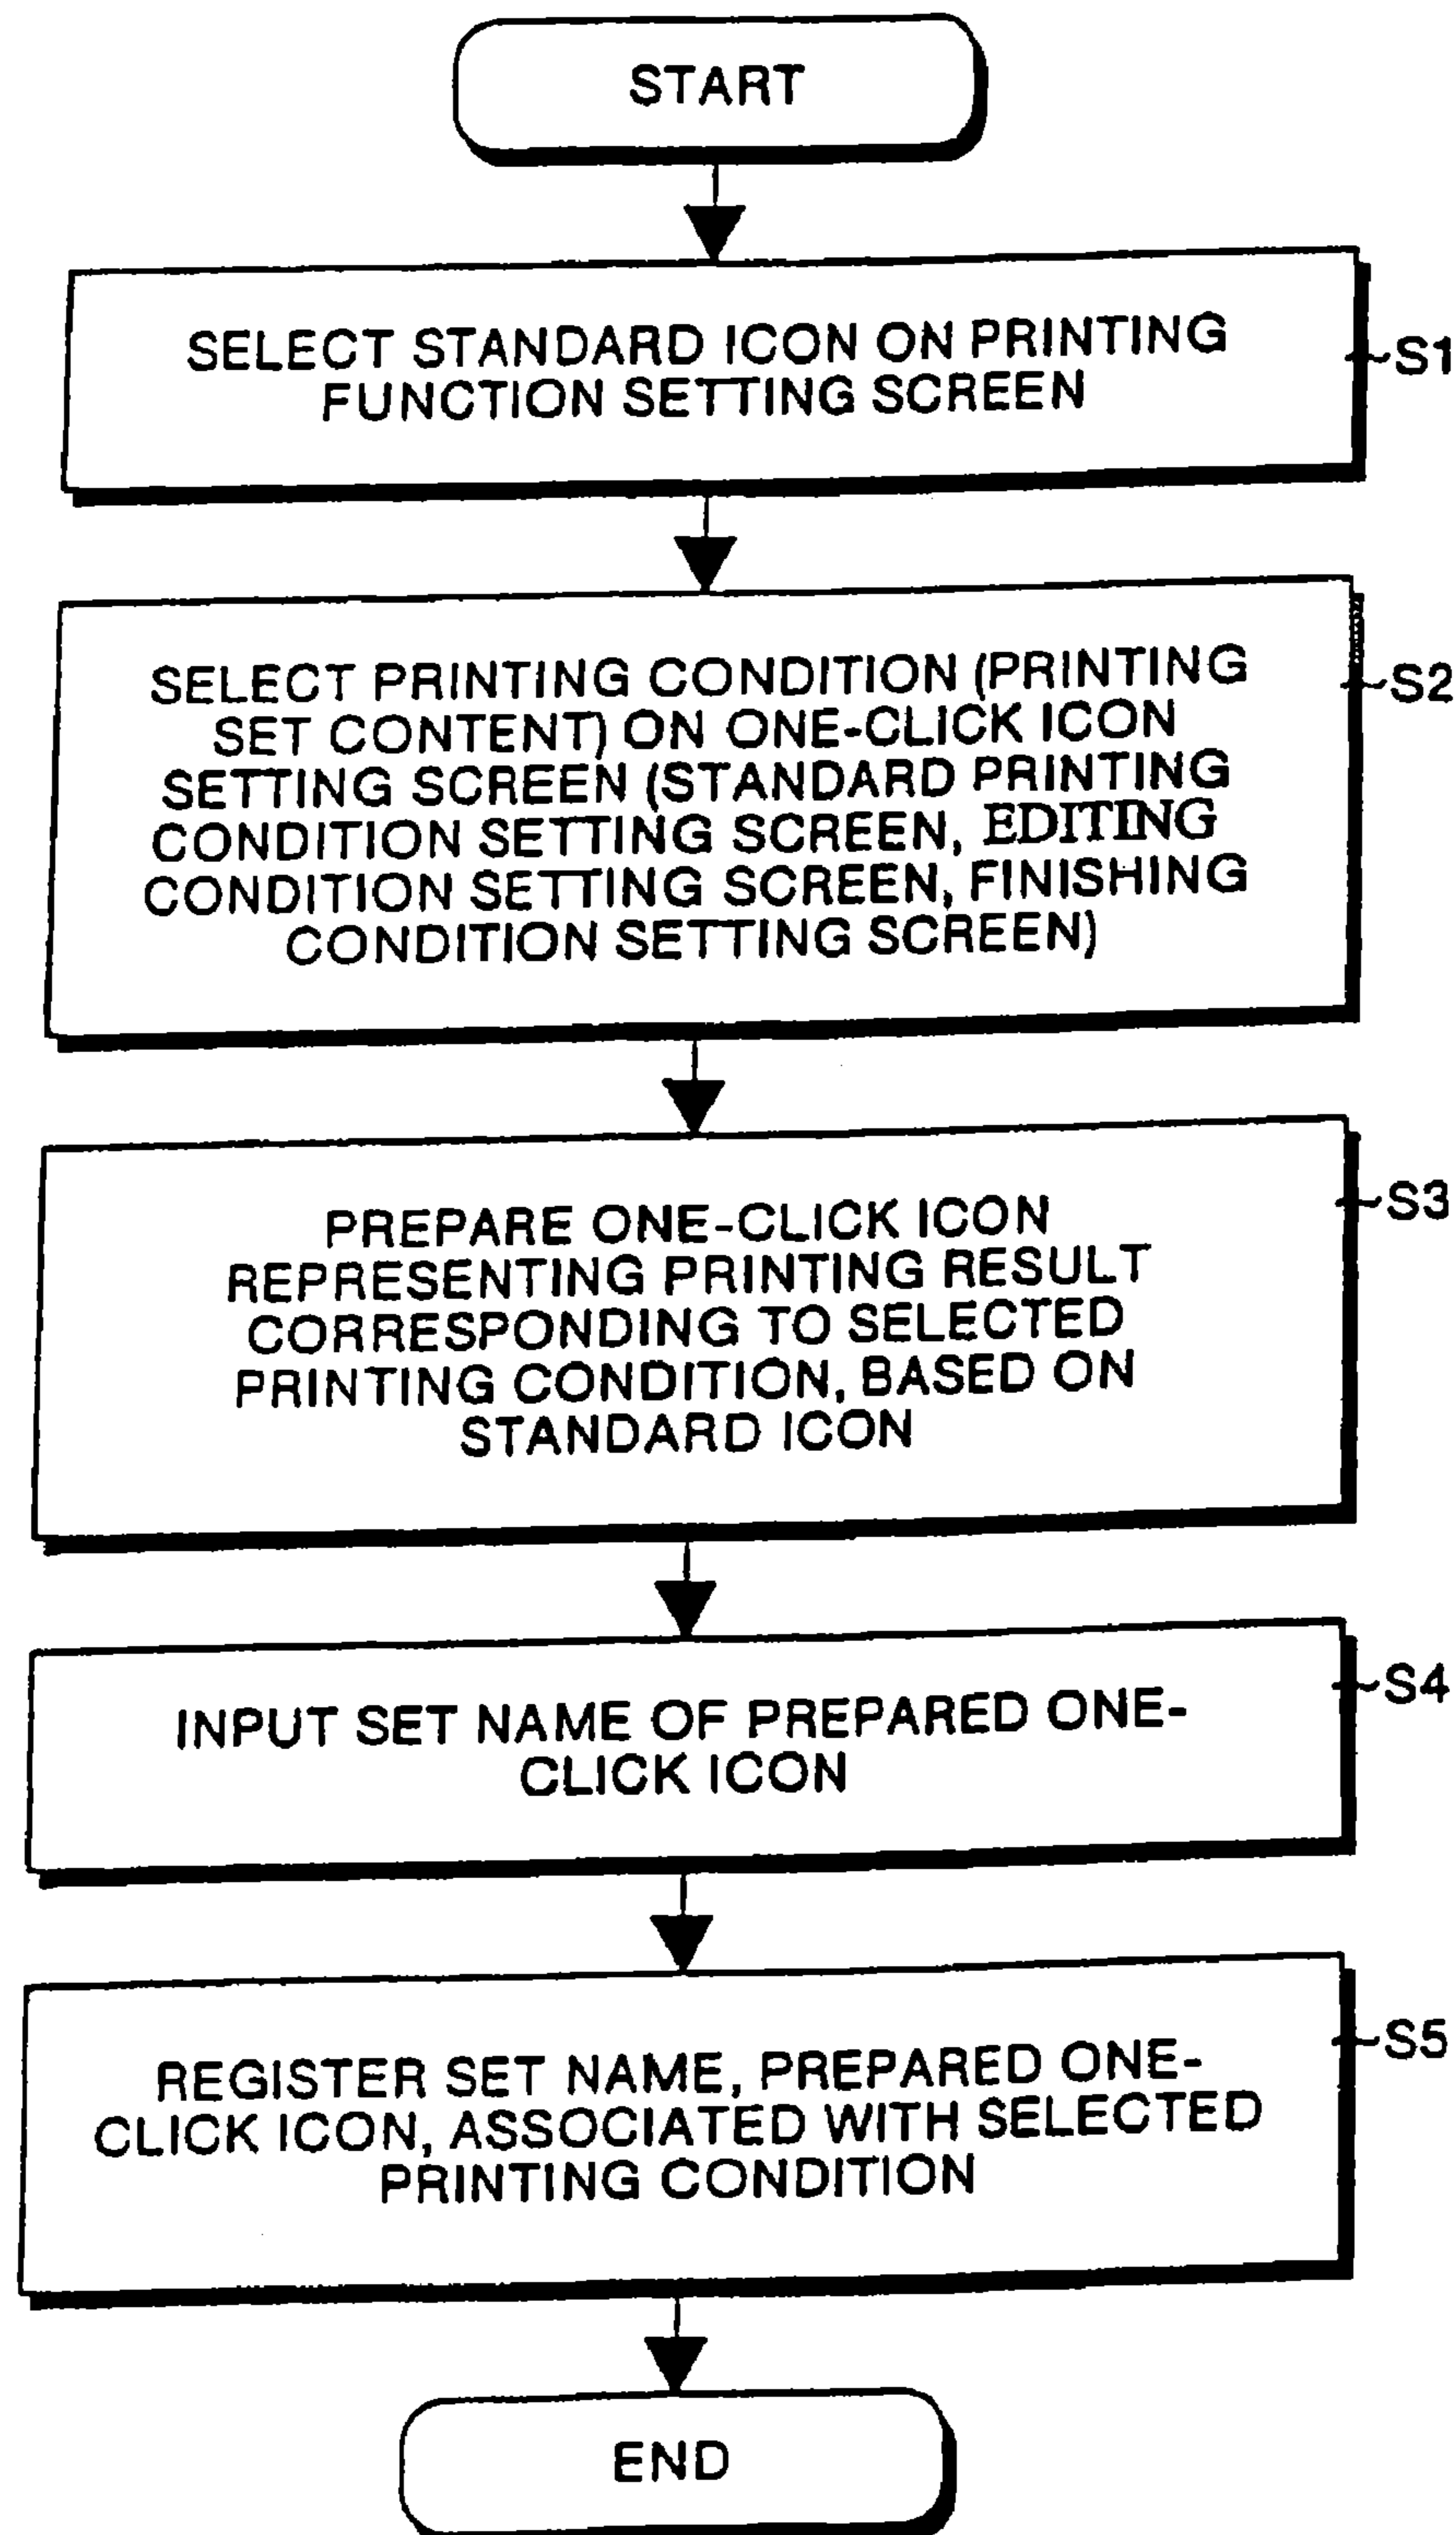 START
SELECT STANDARD ICON ON PRINTING
FUNCTION SETTING SCREEN
S1
SELECT PRINTING CONDITION (PRINTING
SET CONTENT) ON ONE-CLICK ICON
SETTING SCREEN (STANDARD PRINTING
CONDITION SETTING SCREEN, EDITING
CONDITION SETTING SCREEN, FINISHING
CONDITION SETTING SCREEN)
S2
PREPARE ONE-CLICK ICON
REPRESENTING PRINTING RESULT
CORRESPONDING TO SELECTED
PRINTING CONDITION, BASED ON
STANDARD ICON
S3
INPUT SET NAME OF PREPARED ONE-
CLICK ICON
S4
REGISTER SET NAME, PREPARED ONE-
CLICK ICON, ASSOCIATED WITH SELECTED
PRINTING CONDITION
S5
END